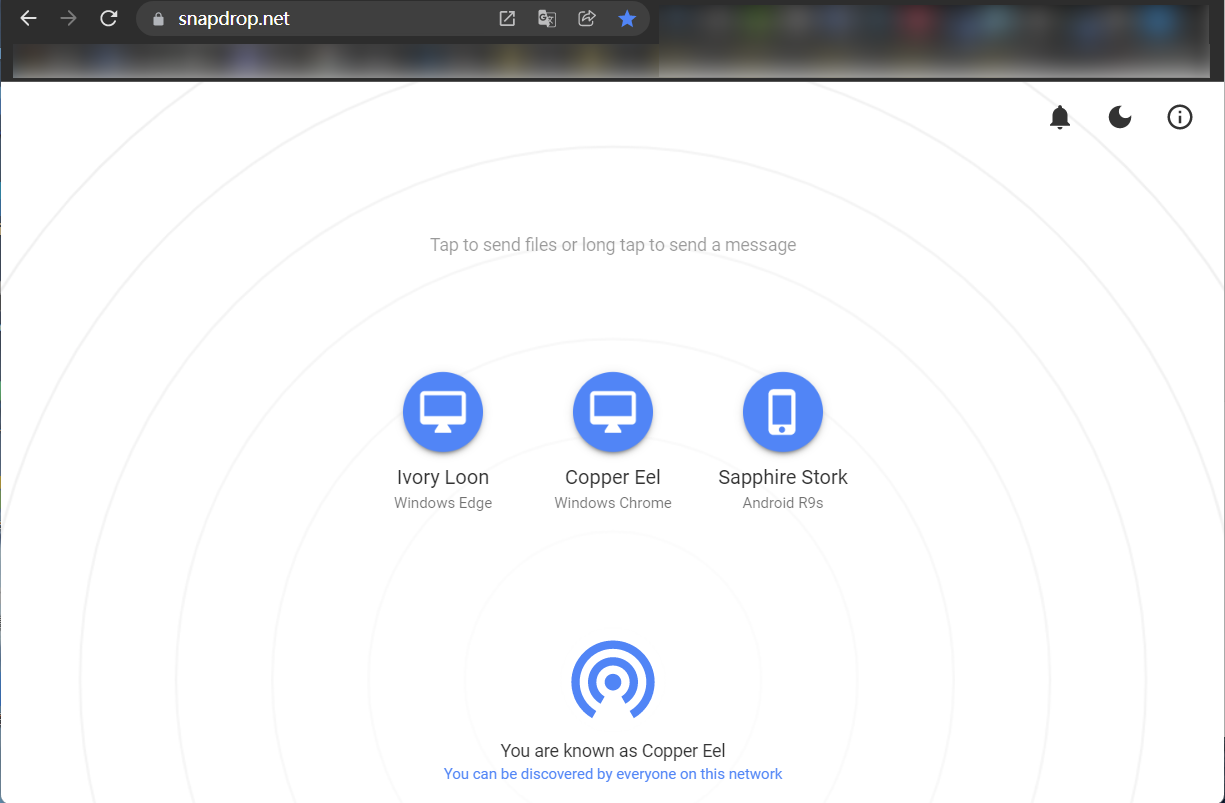 snapdrop.net
Tap to send files or long tap to send a message
Ivory Loon
Windows Edge
Copper Eel
Windows Chrome
Sapphire Stork
Android R9s
You are known as Copper Eel
You can be discovered by everyone on this network